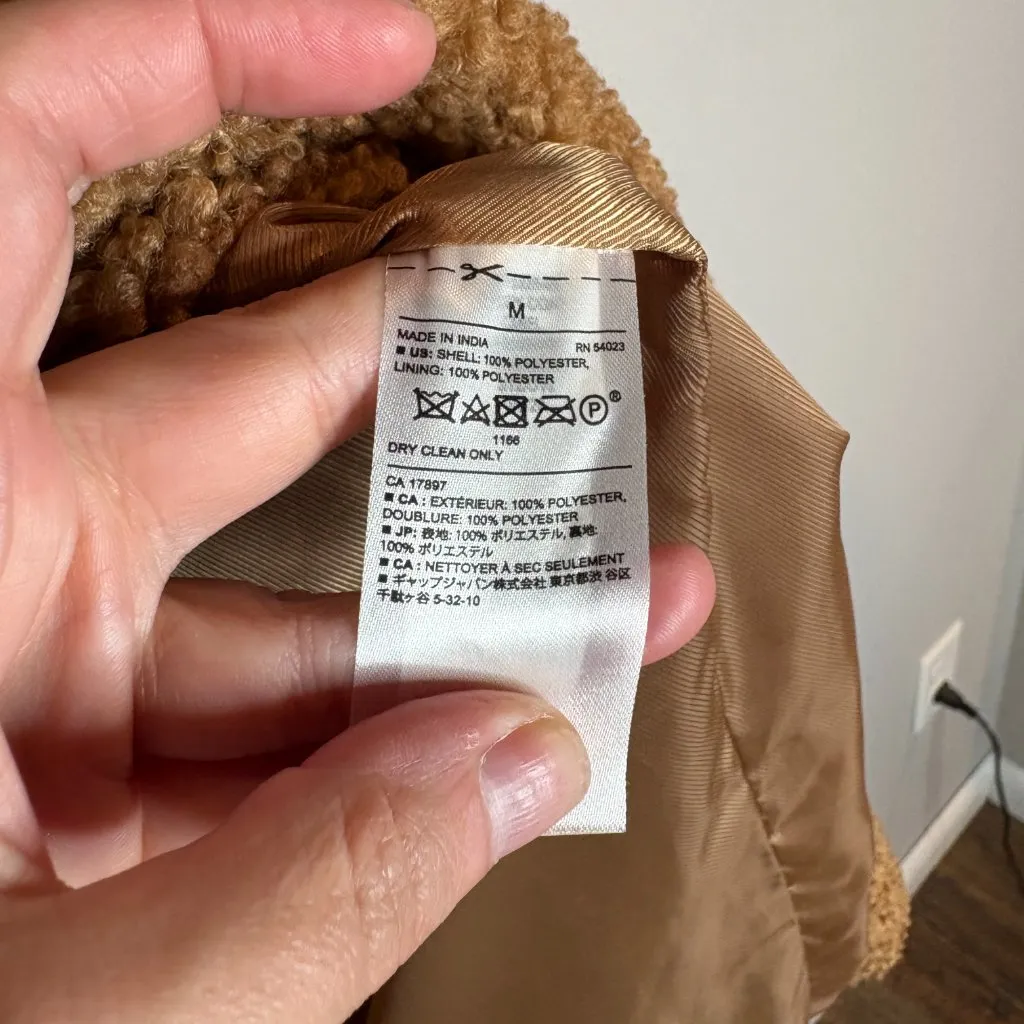 M
MADE IN INDIA RN 54023
■ US: SHELL: 100% POLYESTER,
LINING: 100% POLYESTER
P®
1166
DRY CLEAN ONLY
CA 17897
■ CA : EXTÉRIEUR: 100% POLYESTER,
DOUBLURE: 100% POLYESTER
■ JP: 表地: 100% ポリエステル, 裏地:
100% ポリエステル
■ CA : NETTOYER À SEC SEULEMENT
■ ギャップジャパン株式会社 東京都渋 谷区
千駄ヶ谷 5-32-10